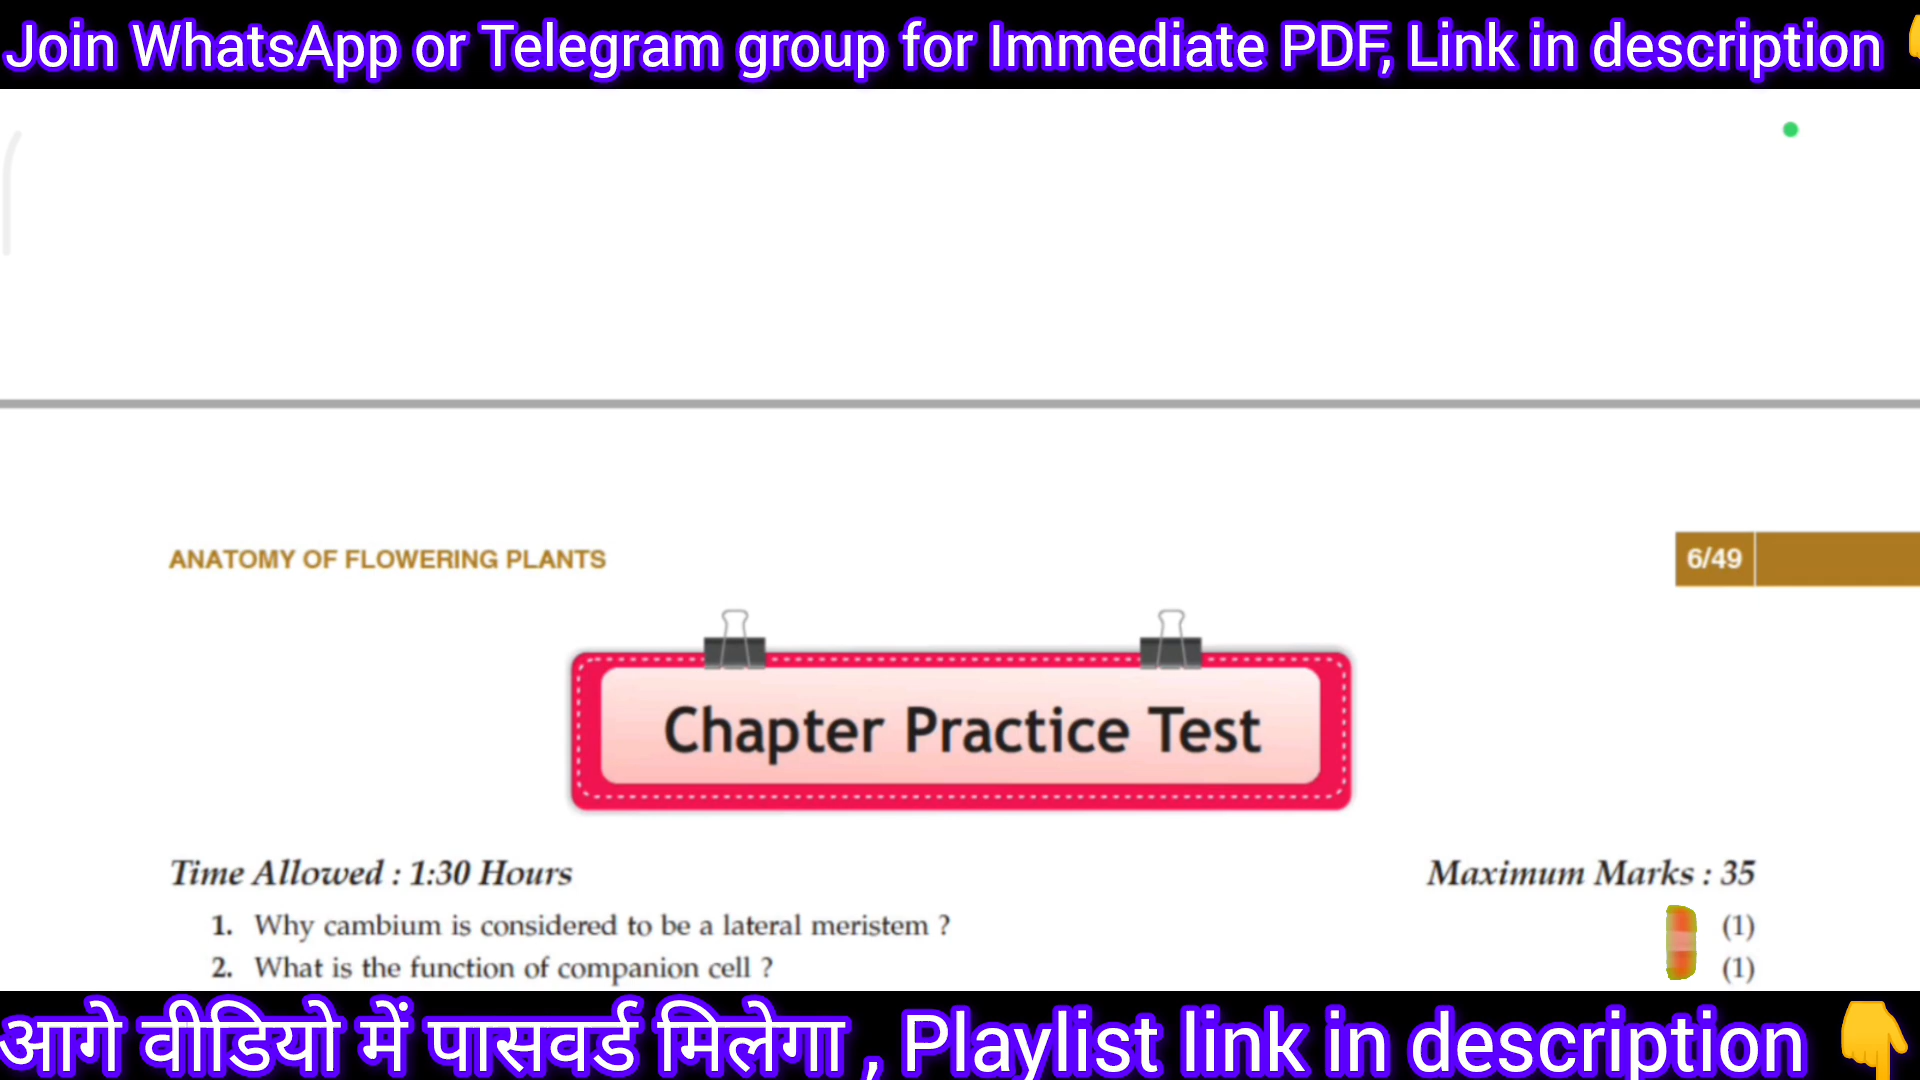 Join WhatsApp or Telegram group for Immediate PDF, Link in description 👇
ANATOMY OF FLOWERING PLANTS
6/49
Chapter Practice Test
Time Allowed : 1:30 Hours
Maximum Marks : 35
1. Why cambium is considered to be a lateral meristem ? (1)
2. What is the function of companion cell ? (1)
आगे वीडियो में पासवर्ड मिलेगा , Playlist link in description 👇